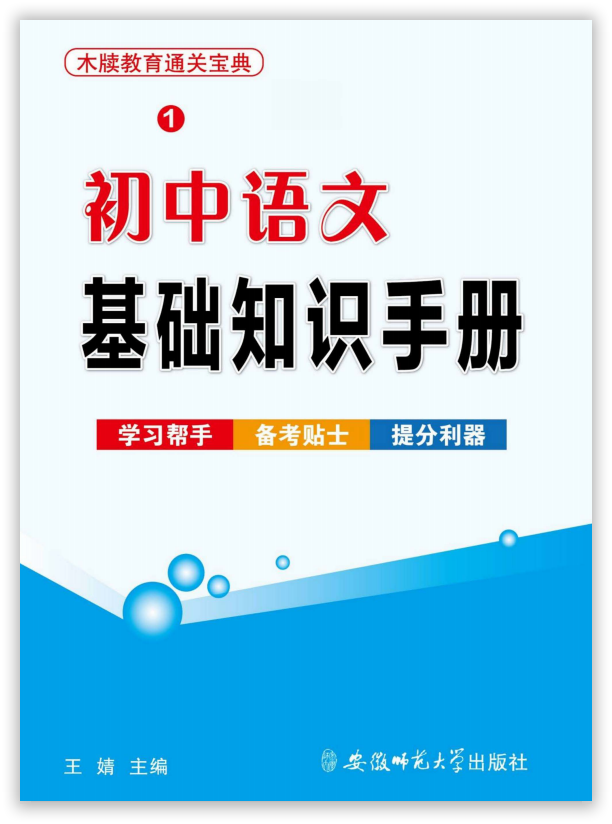 木牍教育通关宝典
1
初中语文
基础知识手册
学习帮手 备考贴士 提分利器
王婧 主编 安徽师范大学出版社